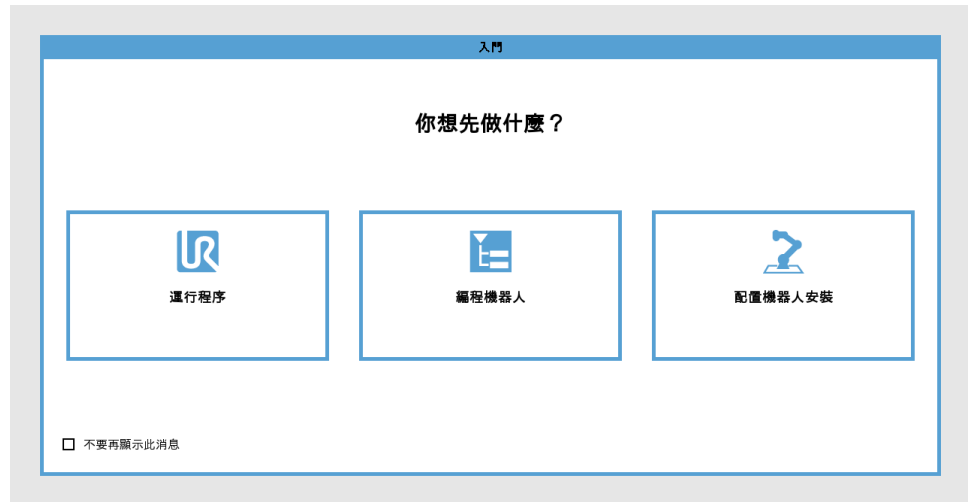 入門
你想先做什麼？
運行程序
編程機器人
配置機器人安裝
不要再顯示此消息